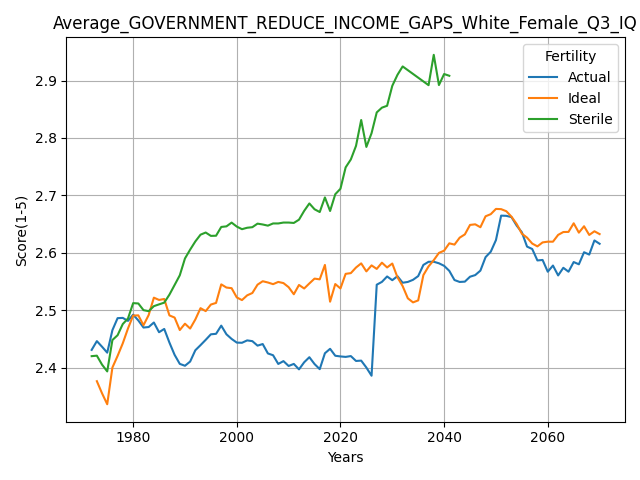 Average_GOVERNMENT_REDUCE_INCOME_GAPS_White_Female_Q3_IQ
Score(1-5)
2.9
2.8
2.7
2.6
2.5
2.4
Fertility
Actual
Ideal
Sterile
1980 2000 2020 2040 2060
Years